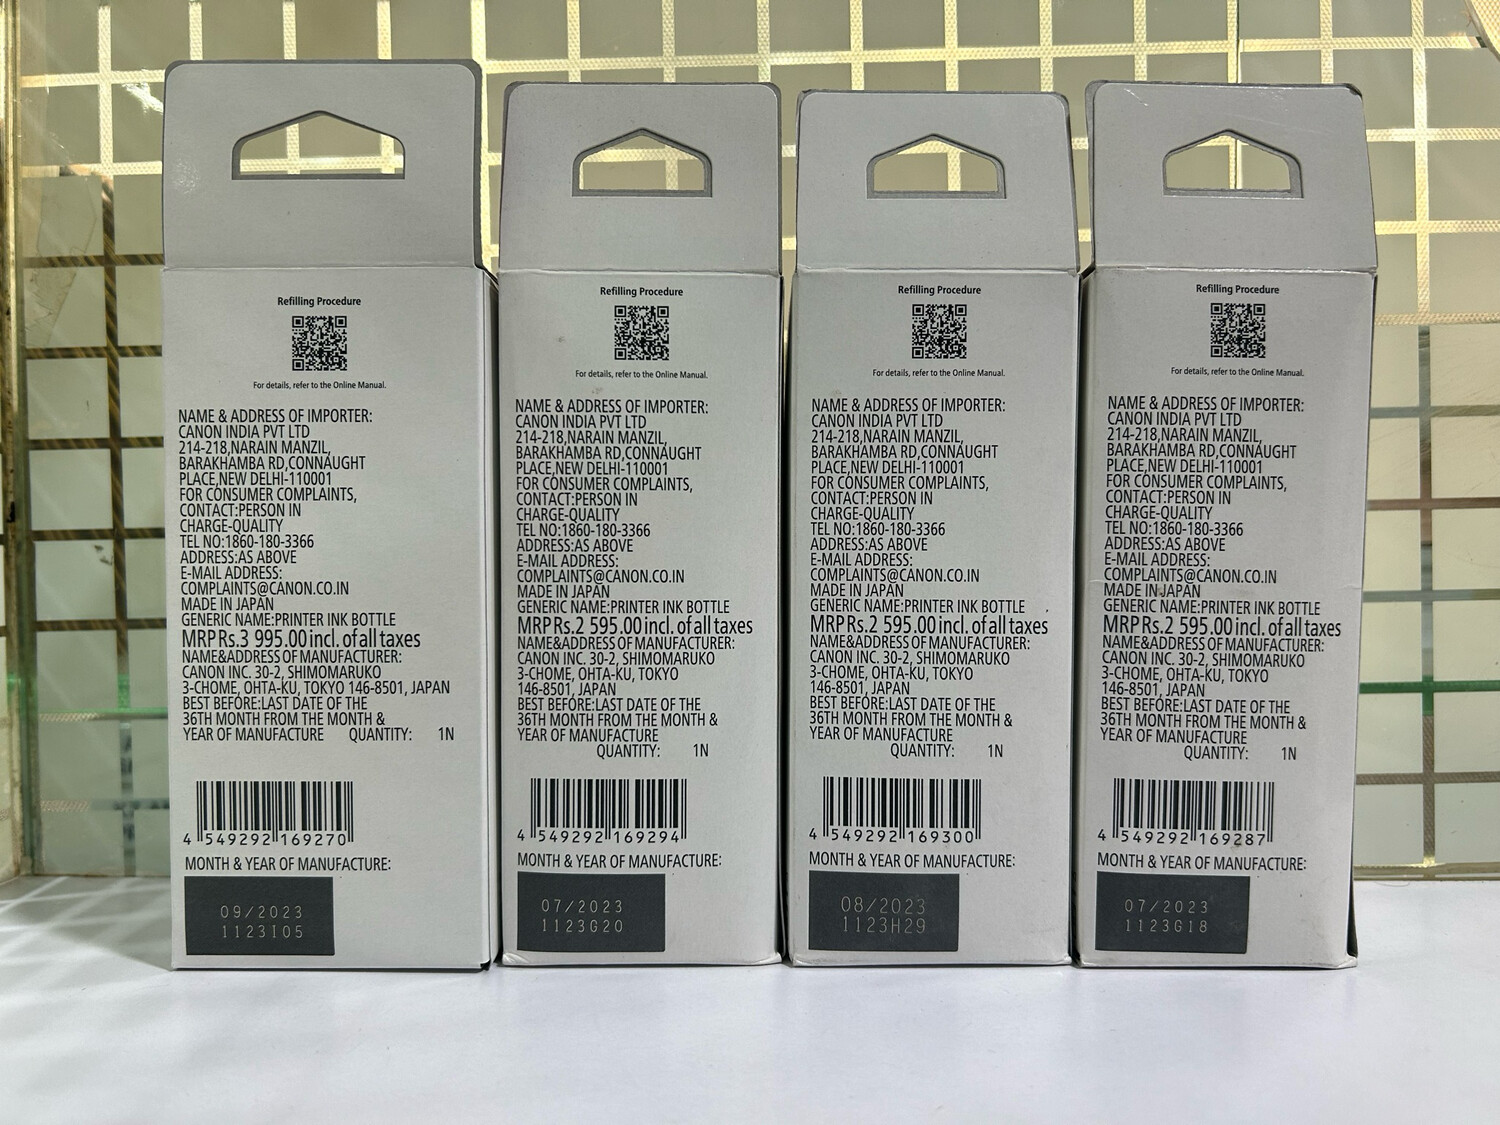 Refilling Procedure
For details, refer to the Online Manual.
NAME & ADDRESS OF IMPORTER:
CANON INDIA PVT LTD
214-218,NARAIN MANZIL,
BARAKHAMBA RD,CONNAUGHT
PLACE,NEW DELHI-110001
FOR CONSUMER COMPLAINTS,
CONTACT:PERSON IN
CHARGE-QUALITY
TEL NO:1860-180-3366
ADDRESS:AS ABOVE
E-MAIL ADDRESS:
COMPLAINTS@CANON.CO.IN
MADE IN JAPAN
GENERIC NAME:PRINTER INK BOTTLE
MRP Rs.3 995.00 incl. of all taxes
NAME&ADDRESS OF MANUFACTURER:
CANON INC. 30-2, SHIMOMARUKO
3-CHOME, OHTA-KU, TOKYO 146-8501, JAPAN
BEST BEFORE:LAST DATE OF THE
36TH MONTH FROM THE MONTH &
YEAR OF MANUFACTURE QUANTITY: 1N
4 549292 169270
MONTH & YEAR OF MANUFACTURE:
09/2023
1123I05
Refilling Procedure
For details, refer to the Online Manual.
NAME & ADDRESS OF IMPORTER:
CANON INDIA PVT LTD
214-218,NARAIN MANZIL,
BARAKHAMBA RD,CONNAUGHT
PLACE,NEW DELHI-110001
FOR CONSUMER COMPLAINTS,
CONTACT:PERSON IN
CHARGE-QUALITY
TEL NO:1860-180-3366
ADDRESS:AS ABOVE
E-MAIL ADDRESS:
COMPLAINTS@CANON.CO.IN
MADE IN JAPAN
GENERIC NAME:PRINTER INK BOTTLE
MRP Rs.2 595.00 incl. of all taxes
NAME&ADDRESS OF MANUFACTURER:
CANON INC. 30-2, SHIMOMARUKO
3-CHOME, OHTA-KU, TOKYO
146-8501, JAPAN
BEST BEFORE:LAST DATE OF THE
36TH MONTH FROM THE MONTH &
YEAR OF MANUFACTURE
QUANTITY: 1N
4 549292 169294
MONTH & YEAR OF MANUFACTURE:
07/2023
1123G20
Refilling Procedure
For details, refer to the Online Manual.
NAME & ADDRESS OF IMPORTER:
CANON INDIA PVT LTD
214-218,NARAIN MANZIL,
BARAKHAMBA RD,CONNAUGHT
PLACE,NEW DELHI-110001
FOR CONSUMER COMPLAINTS,
CONTACT:PERSON IN
CHARGE-QUALITY
TEL NO:1860-180-3366
ADDRESS:AS ABOVE
E-MAIL ADDRESS:
COMPLAINTS@CANON.CO.IN
MADE IN JAPAN
GENERIC NAME:PRINTER INK BOTTLE
MRP Rs.2 595.00 incl. of all taxes
NAME&ADDRESS OF MANUFACTURER:
CANON INC. 30-2, SHIMOMARUKO
3-CHOME, OHTA-KU, TOKYO
146-8501, JAPAN
BEST BEFORE:LAST DATE OF THE
36TH MONTH FROM THE MONTH &
YEAR OF MANUFACTURE
QUANTITY: 1N
4 549292 169300
MONTH & YEAR OF MANUFACTURE:
08/2023
1123H29
Refilling Procedure
For details, refer to the Online Manual.
NAME & ADDRESS OF IMPORTER:
CANON INDIA PVT LTD
214-218,NARAIN MANZIL,
BARAKHAMBA RD,CONNAUGHT
PLACE,NEW DELHI-110001
FOR CONSUMER COMPLAINTS,
CONTACT:PERSON IN
CHARGE-QUALITY
TEL NO:1860-180-3366
ADDRESS:AS ABOVE
E-MAIL ADDRESS:
COMPLAINTS@CANON.CO.IN
MADE IN JAPAN
GENERIC NAME:PRINTER INK BOTTLE
MRP Rs.2 595.00 incl. of all taxes
NAME&ADDRESS OF MANUFACTURER:
CANON INC. 30-2, SHIMOMARUKO
3-CHOME, OHTA-KU, TOKYO
146-8501, JAPAN
BEST BEFORE:LAST DATE OF THE
36TH MONTH FROM THE MONTH &
YEAR OF MANUFACTURE
QUANTITY: 1N
4 549292 169287
MONTH & YEAR OF MANUFACTURE:
07/2023
1123G18